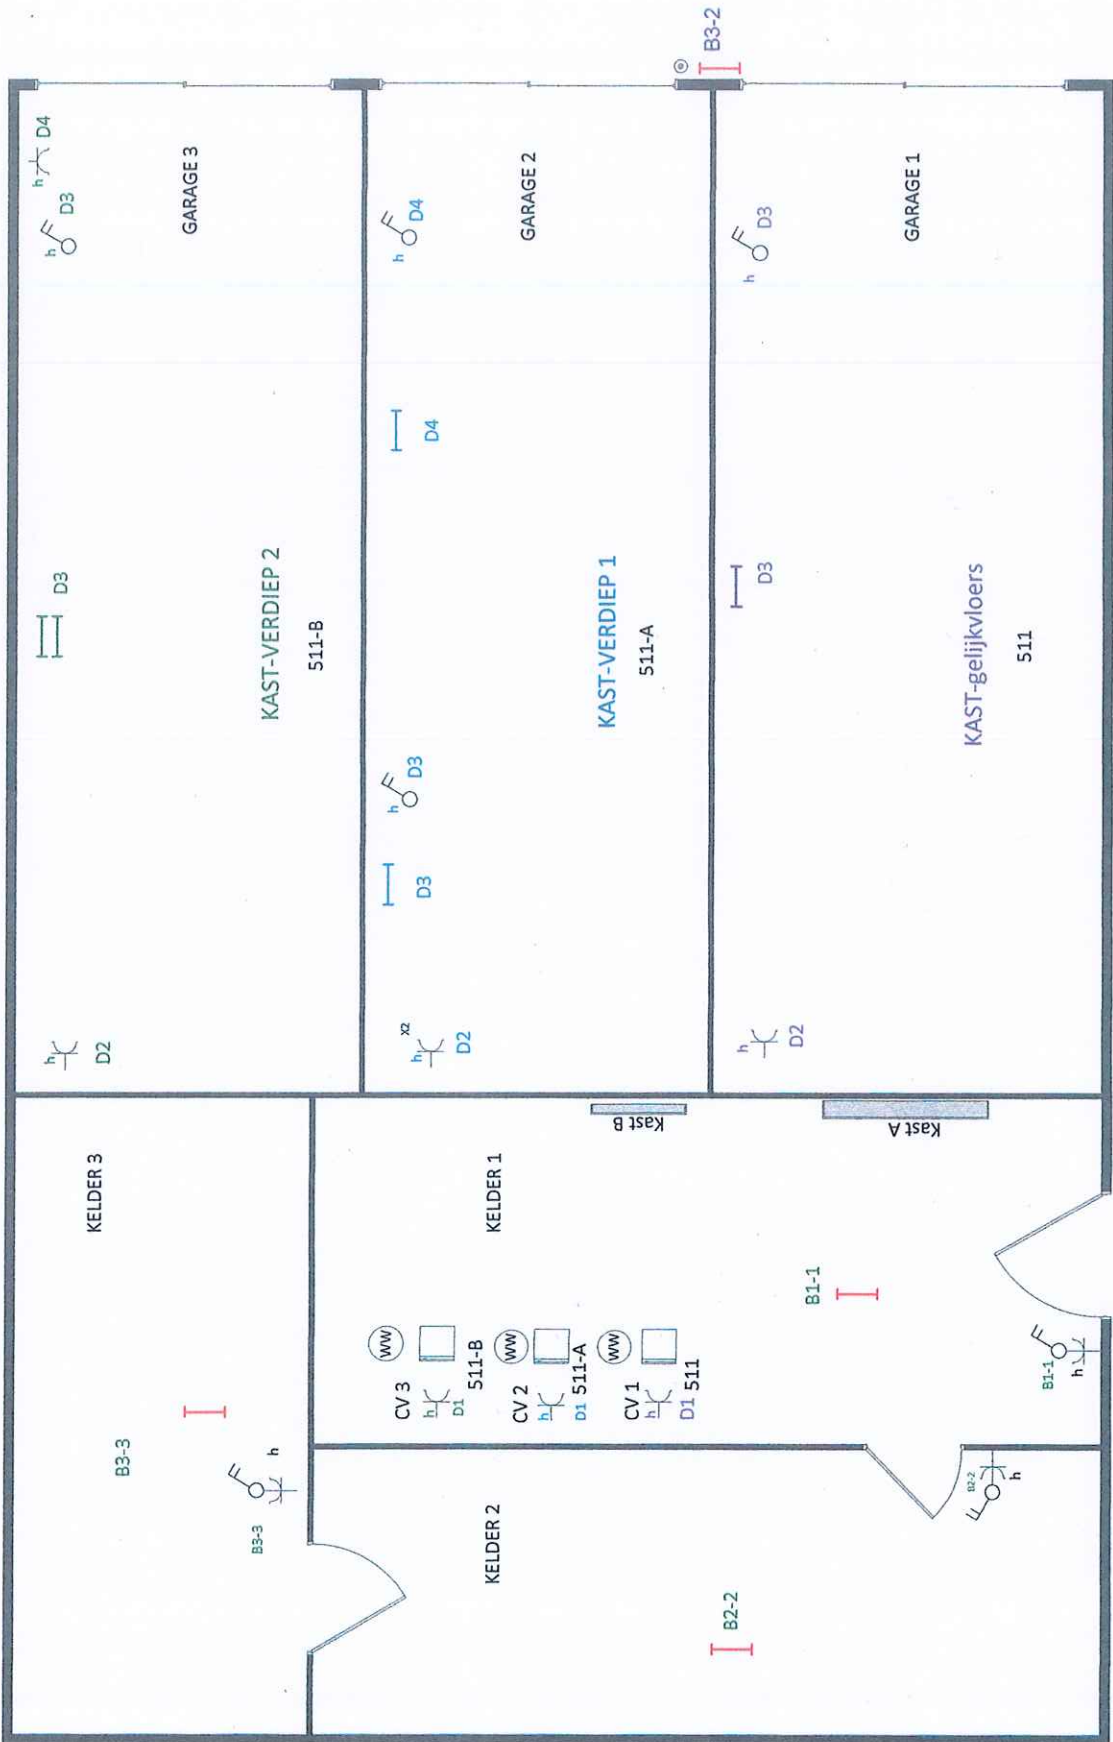 B3-2
h
D4
h
D3
GARAGE 3
h
D4
GARAGE 2
h
D3
GARAGE 1
D3
KAST-VERDIEP 2
511-B
D4
KAST-VERDIEP 1
511-A
h
D3
D3
D3
KAST-gelijkvloers
511
h
D2
X2
h
D2
h
D2
KELDER 3
B3-3
h
B3-3
KELDER 1
Kast B
Kast A
B1-1
B1-1
h
WW
CV 3
511-B
h
D1
WW
CV 2
511-A
h
D1
WW
CV 1
511
h
D1
KELDER 2
B2-2
h
B2-2